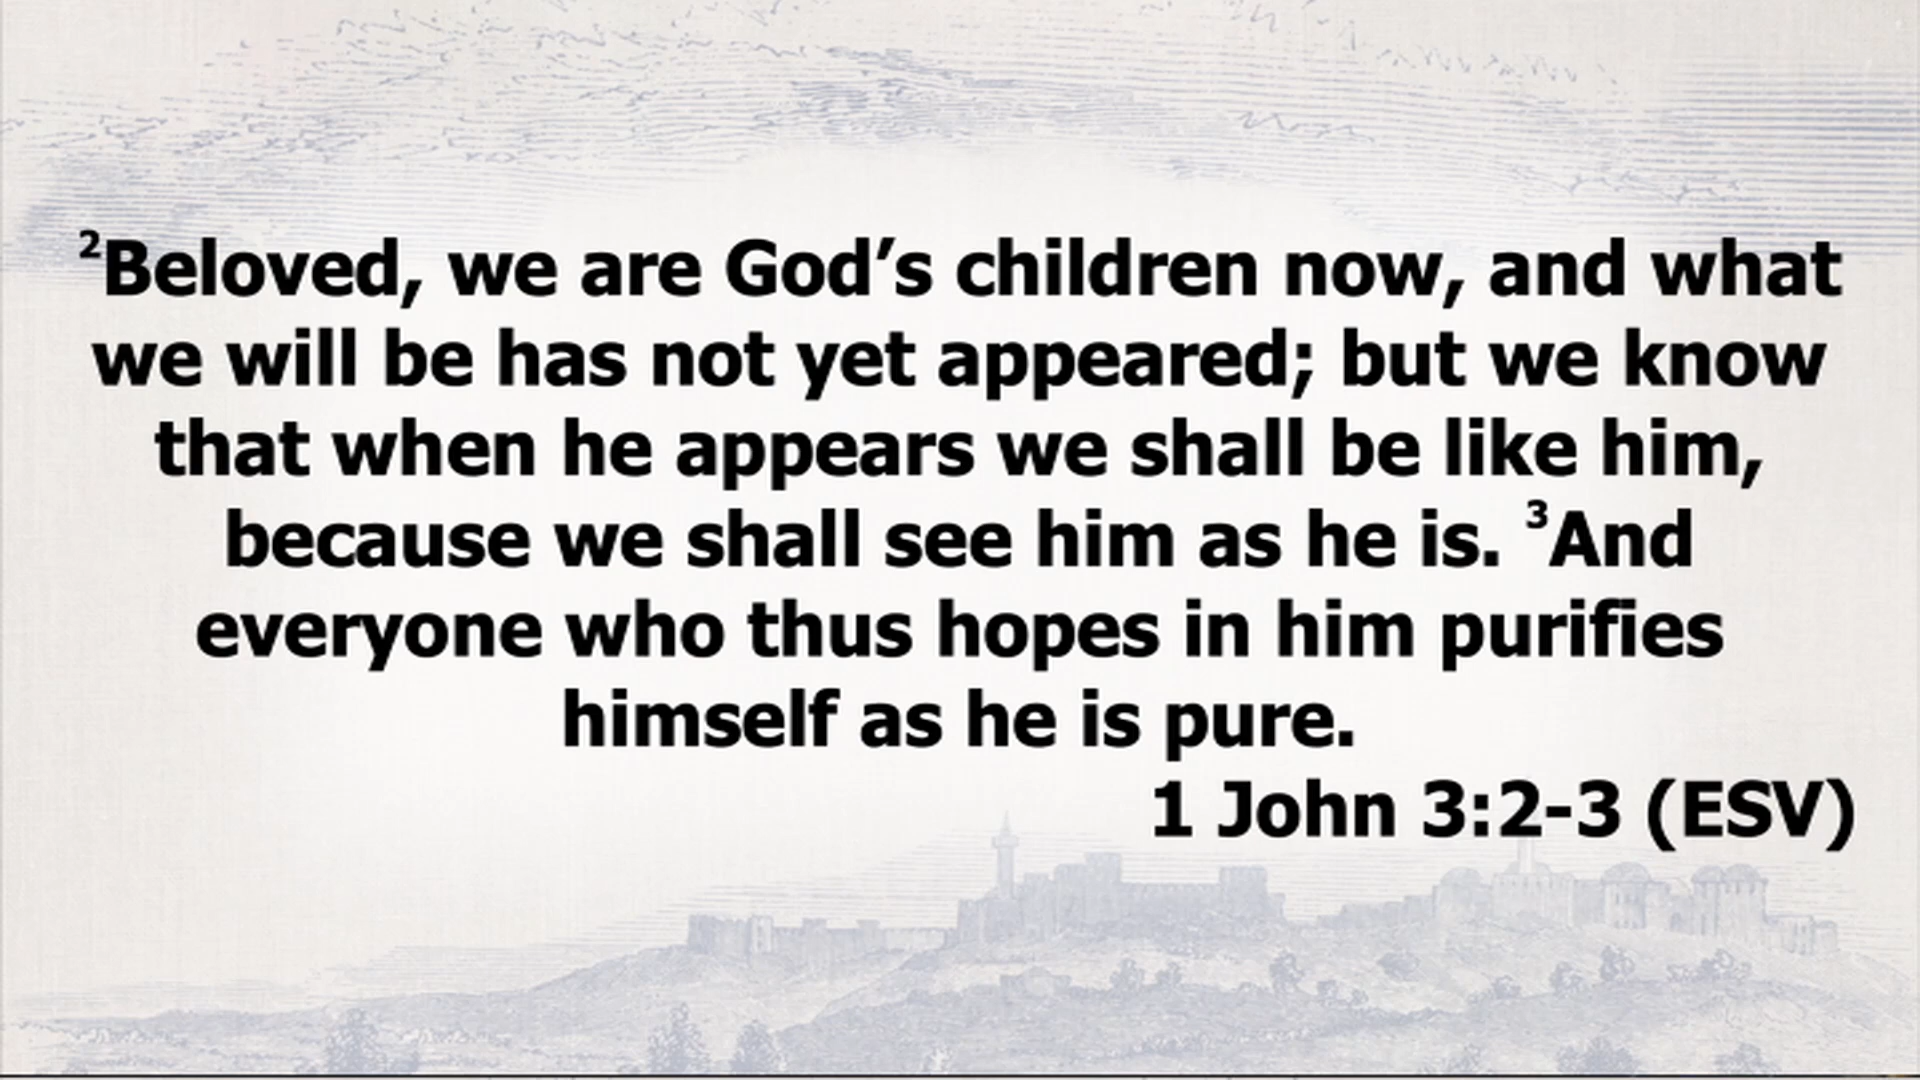 ²Beloved, we are God’s children now, and what
we will be has not yet appeared; but we know
that when he appears we shall be like him,
because we shall see him as he is. ³And
everyone who thus hopes in him purifies
himself as he is pure.
1 John 3:2-3 (ESV)